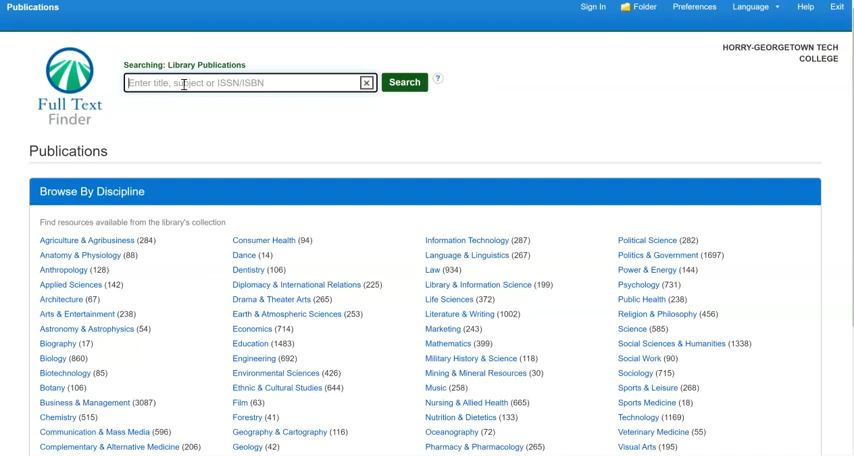 Publications Sign In Folder Preferences Language Help Exit
HORRY-GEORGETOWN TECH
COLLEGE
Searching: Library Publications
Enter title, subject or ISSN/ISBN Search ?
Full Text
Finder
Publications
Browse By Discipline
Find resources available from the library's collection
Agriculture & Agribusiness (284) Consumer Health (94) Information Technology (287) Political Science (282)
Anatomy & Physiology (88) Dance (14) Language & Linguistics (267) Politics & Government (1697)
Anthropology (128) Dentistry (106) Law (934) Power & Energy (144)
Applied Sciences (142) Diplomacy & International Relations (225) Library & Information Science (199) Psychology (731)
Architecture (67) Drama & Theater Arts (265) Life Sciences (372) Public Health (238)
Arts & Entertainment (238) Earth & Atmospheric Sciences (253) Literature & Writing (1002) Religion & Philosophy (456)
Astronomy & Astrophysics (54) Economics (714) Marketing (243) Science (585)
Biography (17) Education (1483) Mathematics (399) Social Sciences & Humanities (1338)
Biology (860) Engineering (692) Military History & Science (118) Social Work (90)
Biotechnology (85) Environmental Sciences (426) Mining & Mineral Resources (30) Sociology (715)
Botany (106) Ethnic & Cultural Studies (644) Music (258) Sports & Leisure (268)
Business & Management (3087) Film (63) Nursing & Allied Health (665) Sports Medicine (18)
Chemistry (515) Forestry (41) Nutrition & Dietetics (133) Technology (1169)
Communication & Mass Media (596) Geography & Cartography (116) Oceanography (72) Veterinary Medicine (55)
Complementary & Alternative Medicine (206) Geology (42) Pharmacy & Pharmacology (265) Visual Arts (195)